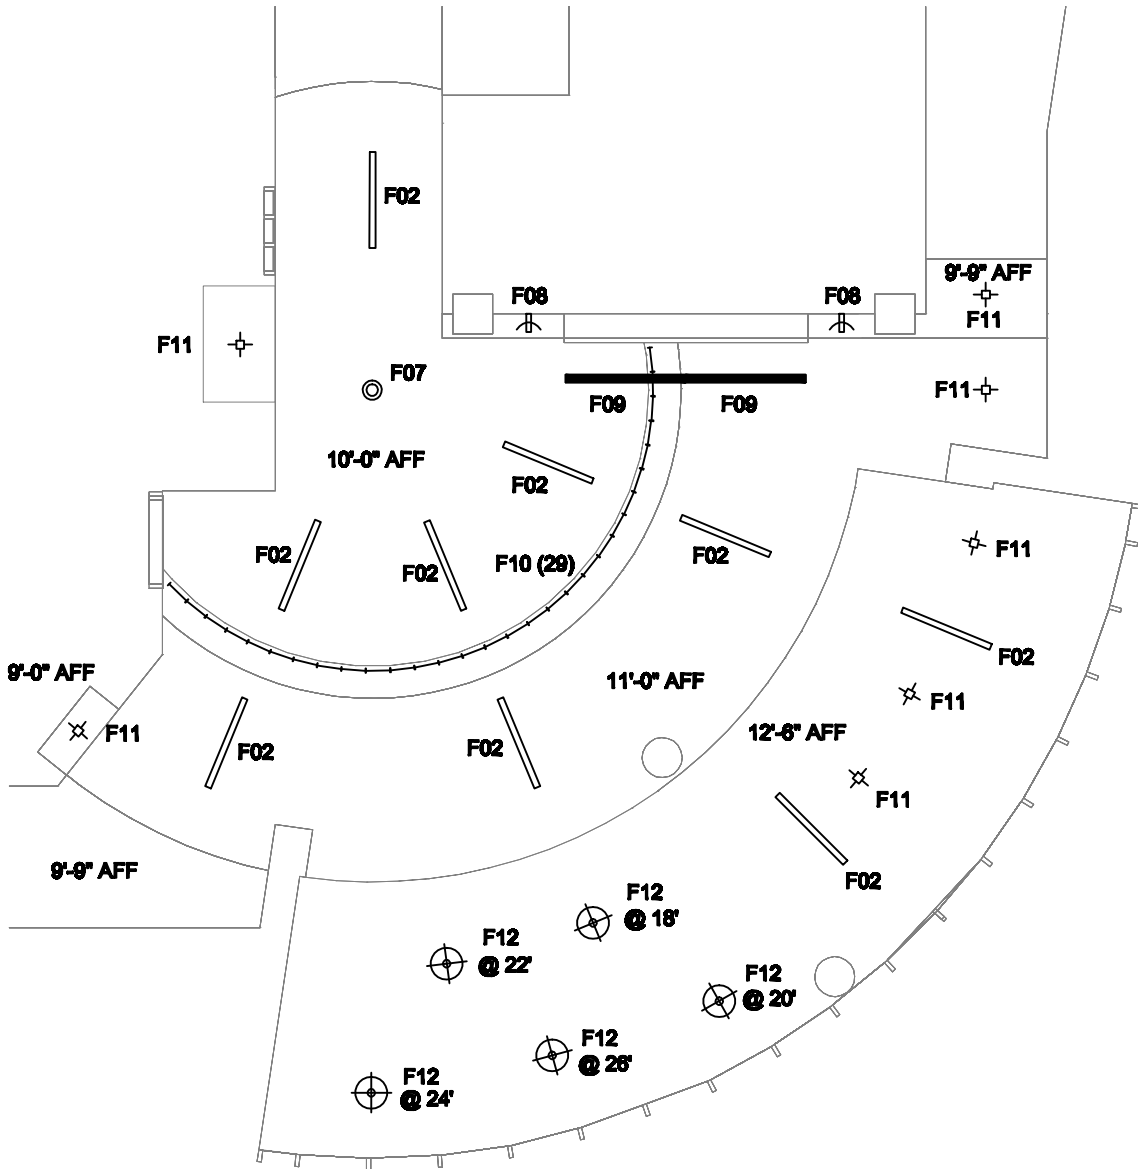 F02
9'-9" AFF
F08
F08
F11
F11
F07
F11
F09
F09
10'-0" AFF
F02
F02
F11
F02
F02
F10 (29)
F02
9'-0" AFF
11'-0" AFF
F11
F11
12'-6" AFF
F02
F02
F11
9'-9" AFF
F02
F12
@ 18'
F12
@ 22'
F12
@ 20'
F12
@ 26'
F12
@ 24'